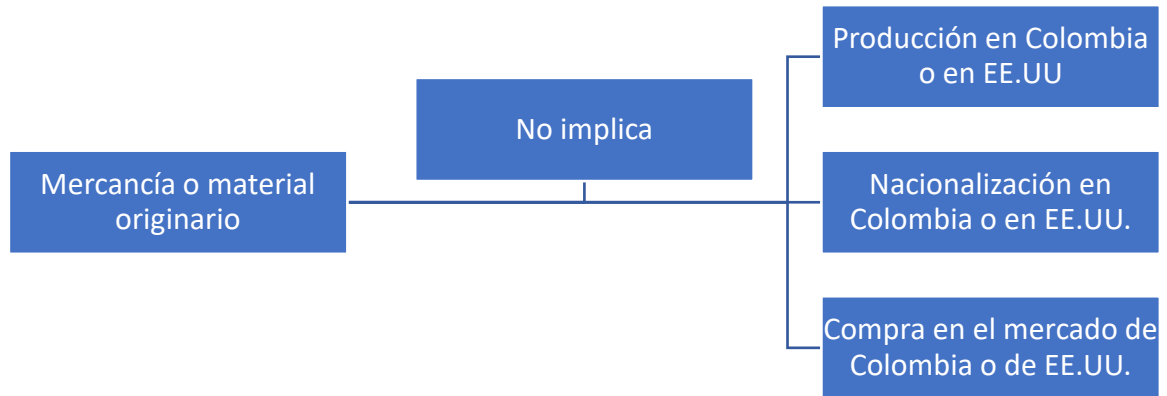 Mercancía o material
originario
No implica
Producción en Colombia
o en EE.UU
Nacionalización en
Colombia o en EE.UU.
Compra en el mercado de
Colombia o de EE.UU.